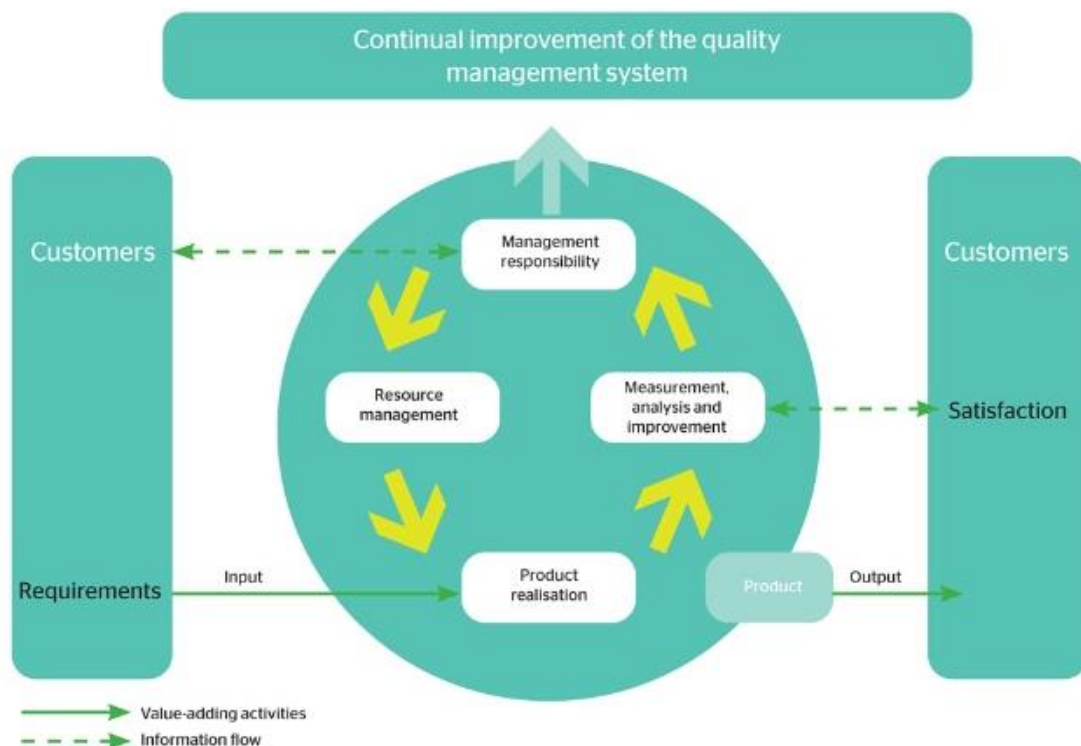 Continual improvement of the quality
management system
Customers
Management
responsibility
Customers
Resource
management
Measurement,
analysis and
improvement
Satisfaction
Requirements
Input
Product
realisation
Product
Output
Value-adding activities
Information flow